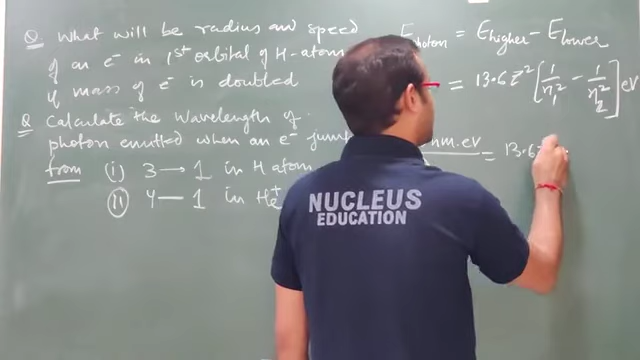 Q. What will be radius and speed
of an e⁻ in 1st orbital of H-atom
if mass of e⁻ is doubled
Q Calculate the Wavelength of
photon emitted when an e⁻ jum
from (i) 3 → 1 in H atom
(ii) 4 — 1 in He⁺
E photon = E higher - E lower
= 13.6 Z² [1/n₁² - 1/n₂²] eV
nm.eV = 13.6
NUCLEUS
EDUCATION